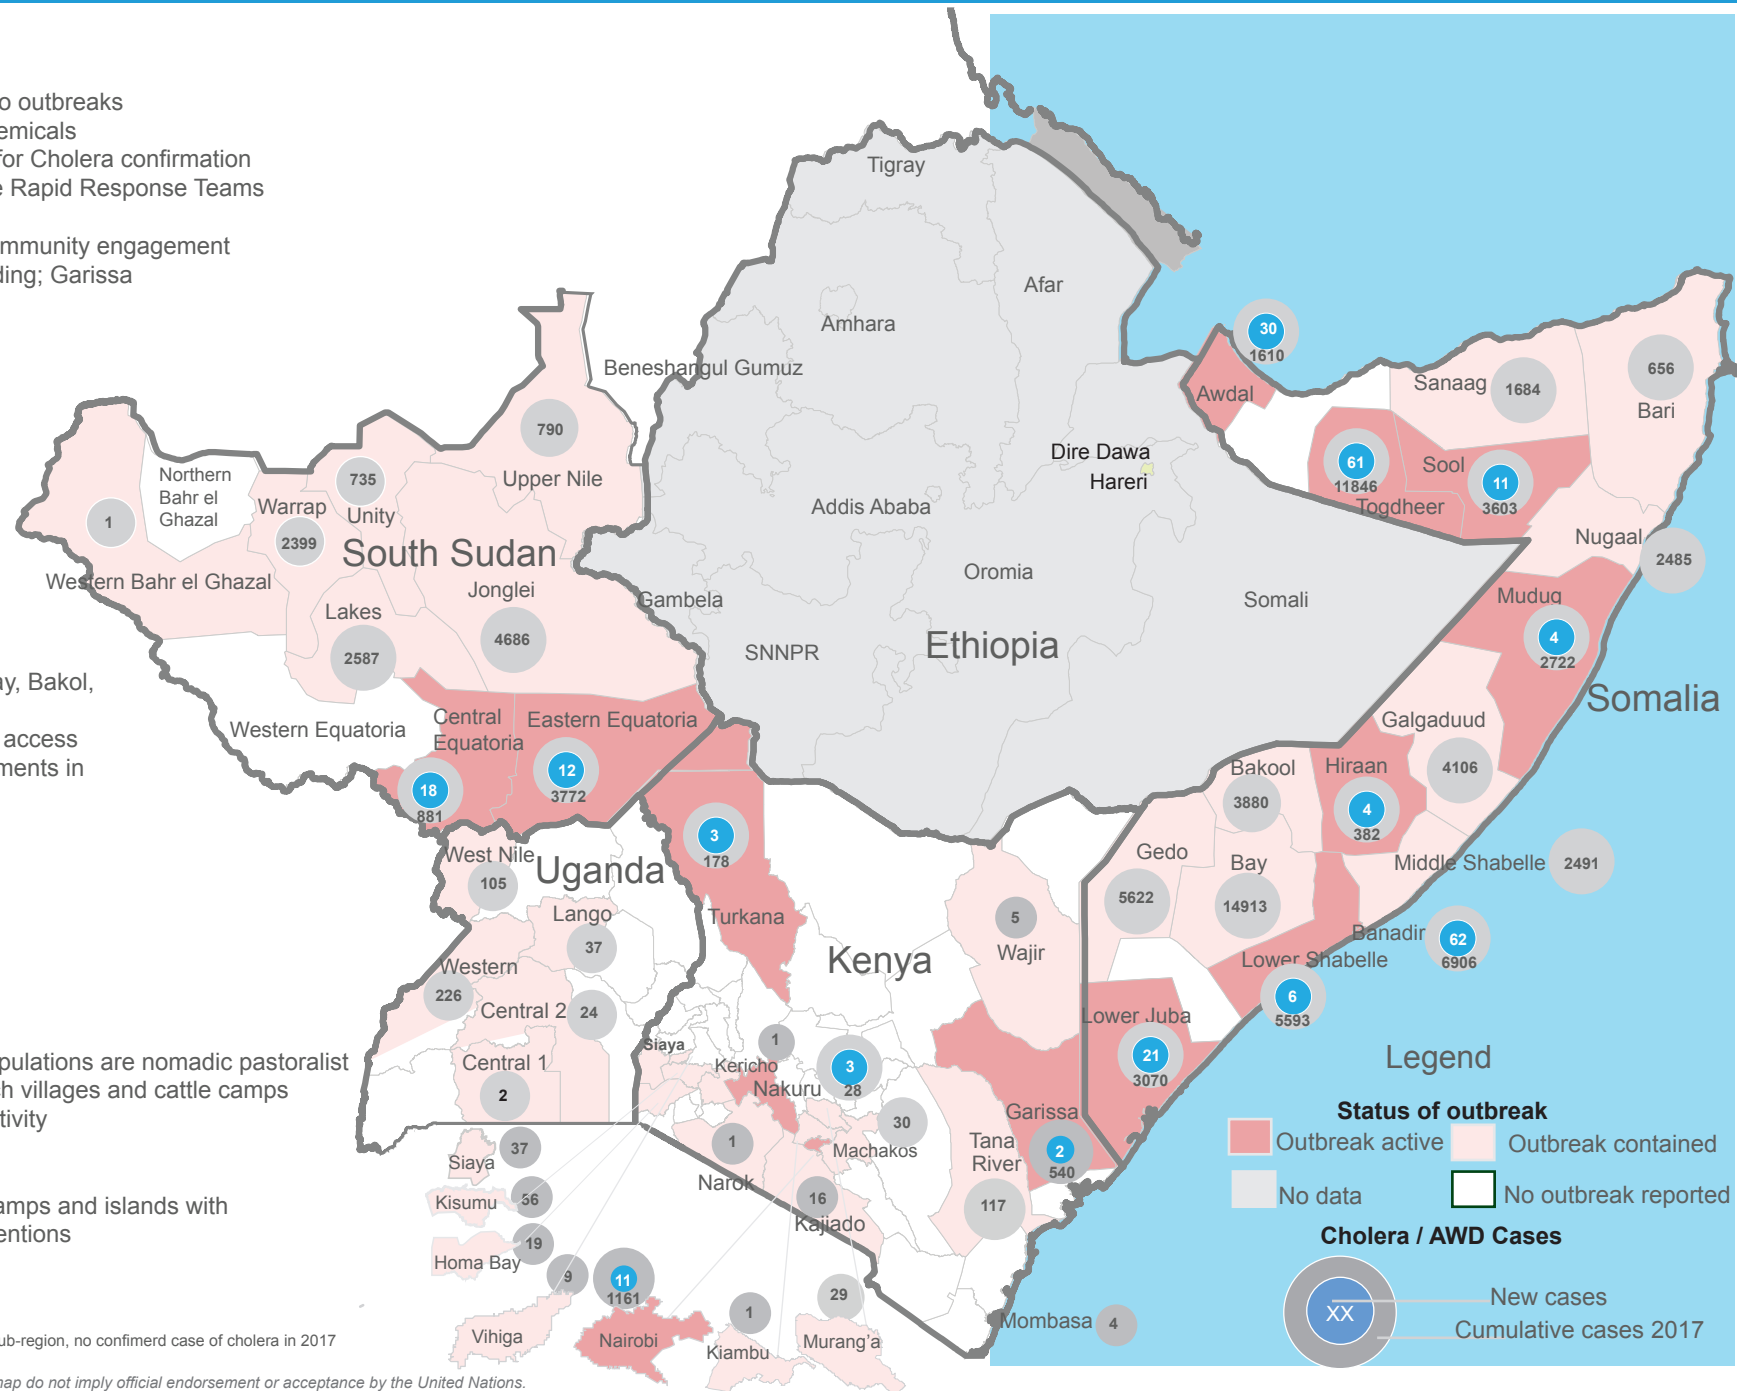 o outbreaks
emicals
for Cholera confirmation
e Rapid Response Teams
mmunity engagement
ding; Garissa
ay, Bakol,
access
ments in
pulations are nomadic pastoralist
ch villages and cattle camps
tivity
amps and islands with
entions
ub-region, no confimerd case of cholera in 2017
map do not imply official endorsement or acceptance by the United Nations.
Tigray
Afar
Amhara
Beneshangul Gumuz
Dire Dawa
Hareri
Addis Ababa
Oromia
Somali
Gambela
SNNPR
Ethiopia
30
1610
Awdal
Sanaag
1684
656
Bari
61
11846
Togdheer
Sool
11
3603
Nugaal
2485
Mudug
4
2722
Somalia
Galgaduud
4106
Hiraan
4
382
Bakool
3880
Gedo
5622
Bay
14913
Middle Shabelle
2491
Banadir
62
6906
Lower Shabelle
6
5593
Lower Juba
21
3070
790
Upper Nile
Northern
Bahr el
Ghazal
735
Unity
Warrap
2399
1
Western Bahr el Ghazal
South Sudan
Jonglei
4686
Lakes
2587
Western Equatoria
Central
Equatoria
18
881
Eastern Equatoria
12
3772
West Nile
105
Uganda
Lango
37
Western
226
Central 2
24
Central 1
2
3
178
Turkana
Kenya
5
Wajir
Siaya
Kericho
1
Nakuru
3
28
30
Machakos
1
Narok
16
Kajiado
Tana
River
117
Garissa
2
540
Siaya
37
Kisumu
56
Homa Bay
19
9
Vihiga
11
1161
Nairobi
1
Kiambu
29
Murang’a
Mombasa
4
Legend
Status of outbreak
Outbreak active
Outbreak contained
No data
No outbreak reported
Cholera / AWD Cases
XX
New cases
Cumulative cases 2017